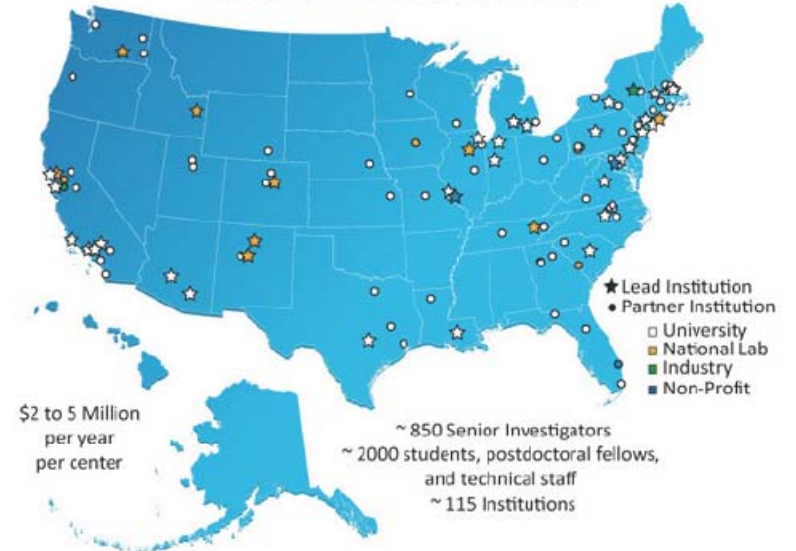 Lead Institution
Partner Institution
University
National Lab
Industry
Non-Profit
$2 to 5 Million
per year
per center
~ 850 Senior Investigators
~ 2000 students, postdoctoral fellows,
and technical staff
~ 115 Institutions